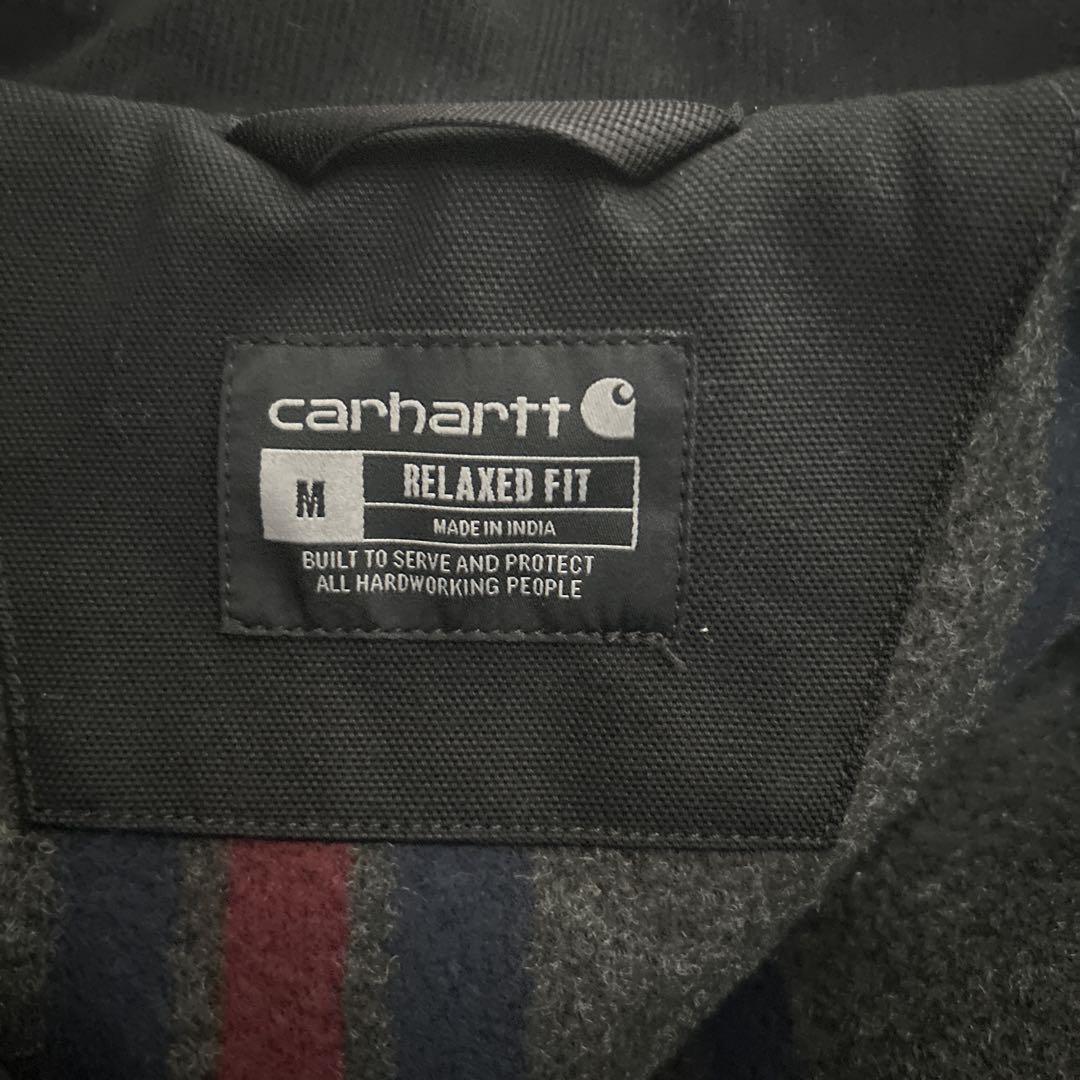 carhartt
M RELAXED FIT
MADE IN INDIA
BUILT TO SERVE AND PROTECT
ALL HARDWORKING PEOPLE